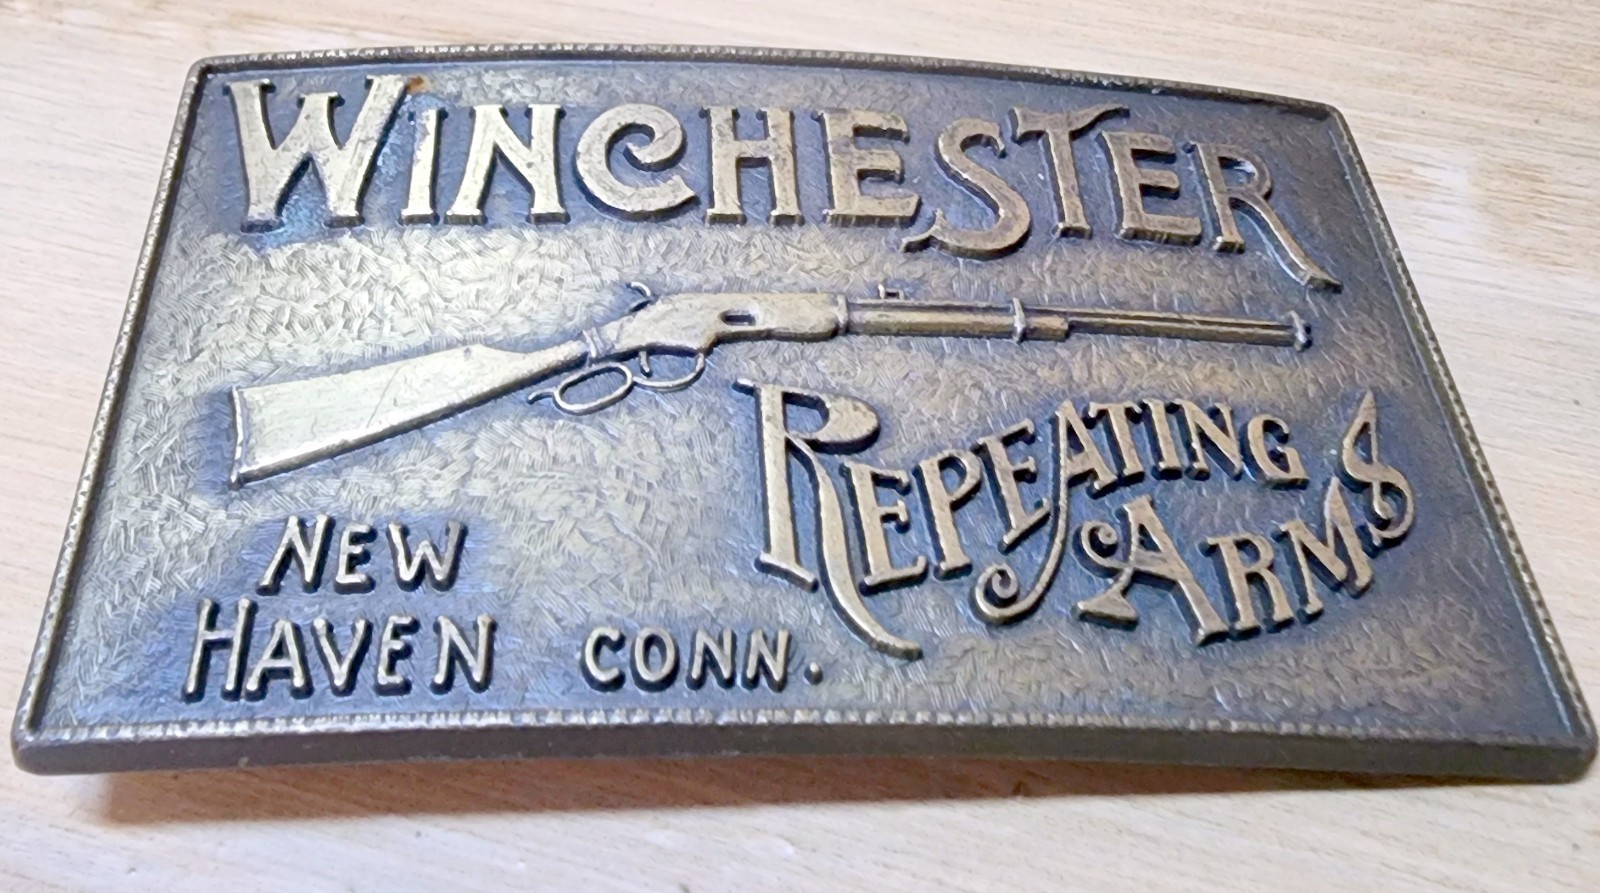 WINCHESTER
REPEATING
ARMS
NEW
HAVEN CONN.